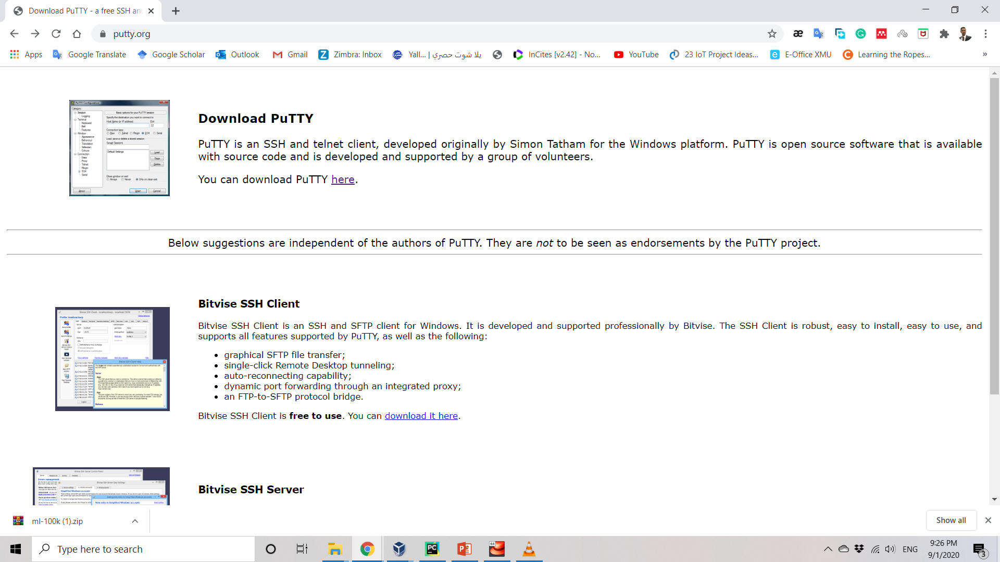 Download PuTTY - a free SSH an
putty.org
Apps
Google Translate
Google Scholar
Outlook
Gmail
Zimbra: Inbox
يلا شوت حصري | ...Yall
InCites [v2.42] - No...
YouTube
23 IoT Project Ideas...
E-Office XMU
Learning the Ropes...
»
Download PuTTY
PuTTY is an SSH and telnet client, developed originally by Simon Tatham for the Windows platform. PuTTY is open source software that is available
with source code and is developed and supported by a group of volunteers.
You can download PuTTY here.
Below suggestions are independent of the authors of PuTTY. They are not to be seen as endorsements by the PuTTY project.
Bitvise SSH Client
Bitvise SSH Client is an SSH and SFTP client for Windows. It is developed and supported professionally by Bitvise. The SSH Client is robust, easy to install, easy to use, and
supports all features supported by PuTTY, as well as the following:
• graphical SFTP file transfer;
• single-click Remote Desktop tunneling;
• auto-reconnecting capability;
• dynamic port forwarding through an integrated proxy;
• an FTP-to-SFTP protocol bridge.
Bitvise SSH Client is free to use. You can download it here.
Bitvise SSH Server
ml-100k (1).zip
Show all
Type here to search
ENG
9:26 PM
9/1/2020
3